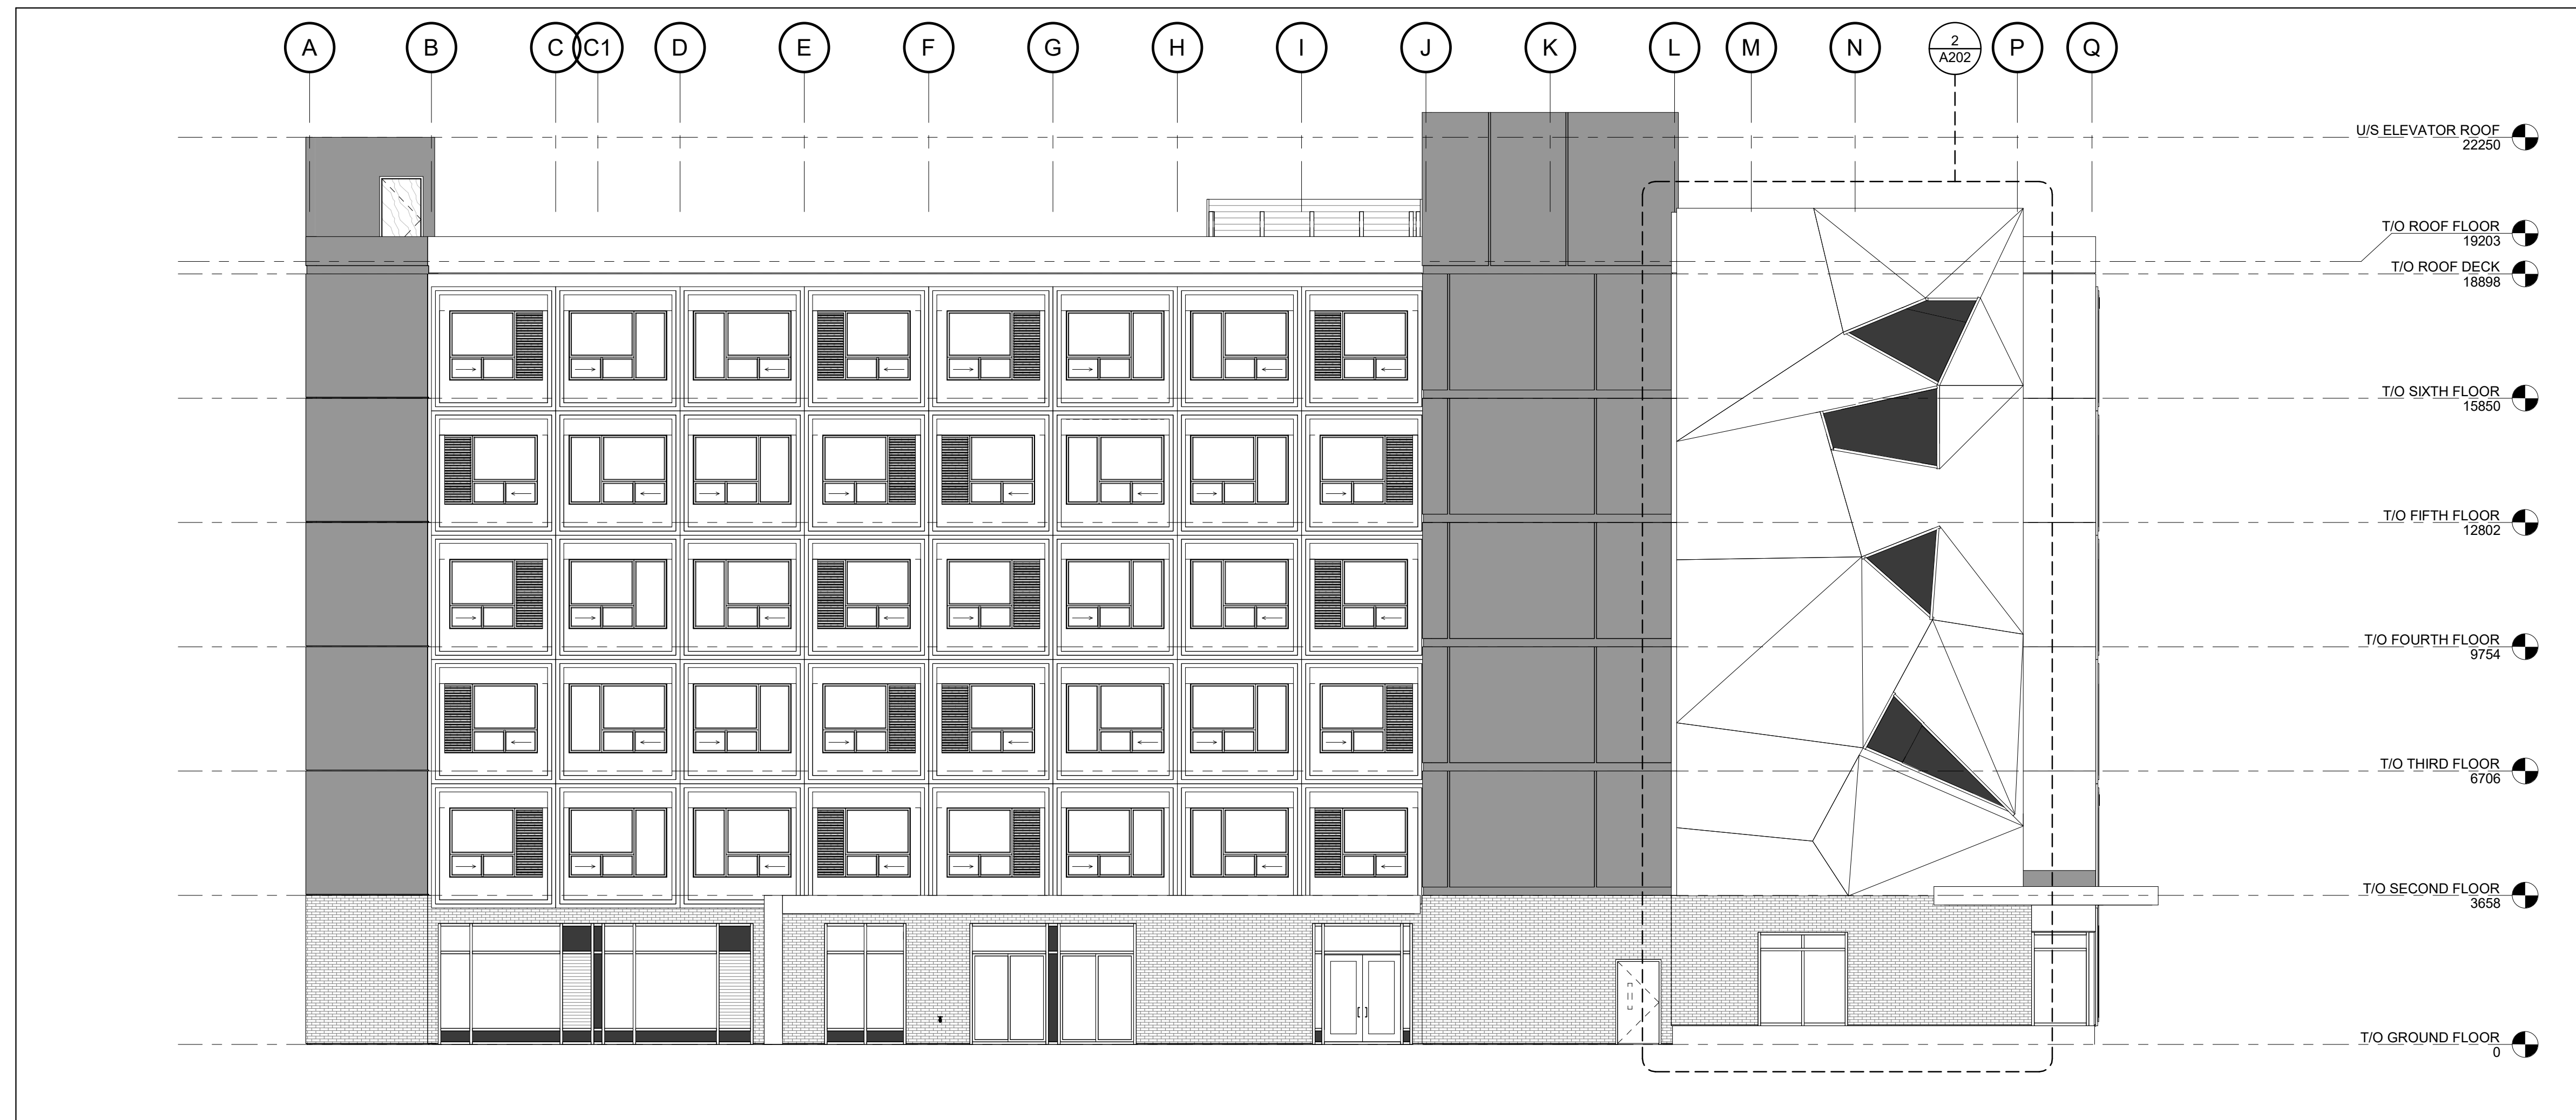 A
B
C
C1
D
E
F
G
H
I
J
K
L
M
N
2
A202
P
Q
U/S ELEVATOR ROOF
22250
T/O ROOF FLOOR
19203
T/O ROOF DECK
18898
T/O SIXTH FLOOR
15850
T/O FIFTH FLOOR
12802
T/O FOURTH FLOOR
9754
T/O THIRD FLOOR
6706
T/O SECOND FLOOR
3658
T/O GROUND FLOOR
0